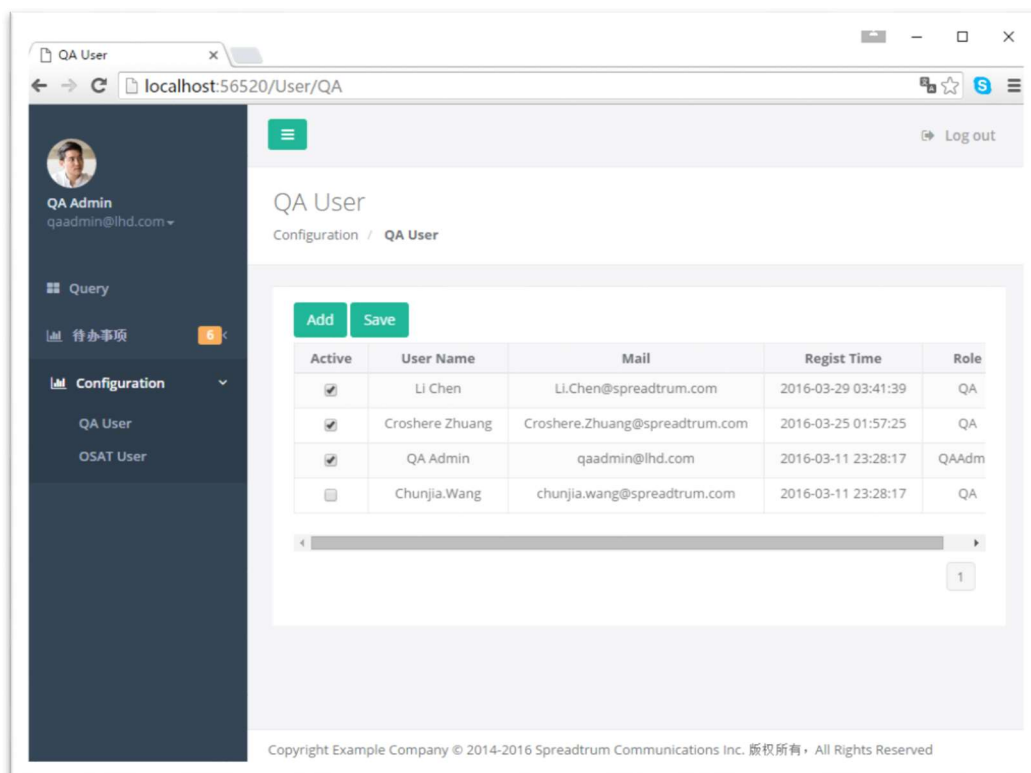 QA User
localhost:56520/User/QA
Log out
QA Admin
qaadmin@lhd.com
QA User
Configuration / QA User
Query
待办事项 6
Configuration
QA User
OSAT User
Add Save
Active User Name Mail Regist Time Role
Li Chen Li.Chen@spreadtrum.com 2016-03-29 03:41:39 QA
Croshere Zhuang Croshere.Zhuang@spreadtrum.com 2016-03-25 01:57:25 QA
QA Admin qaadmin@lhd.com 2016-03-11 23:28:17 QAAdm
Chunjia.Wang chunjia.wang@spreadtrum.com 2016-03-11 23:28:17 QA
1
Copyright Example Company © 2014-2016 Spreadtrum Communications Inc. 版权所有，All Rights Reserved